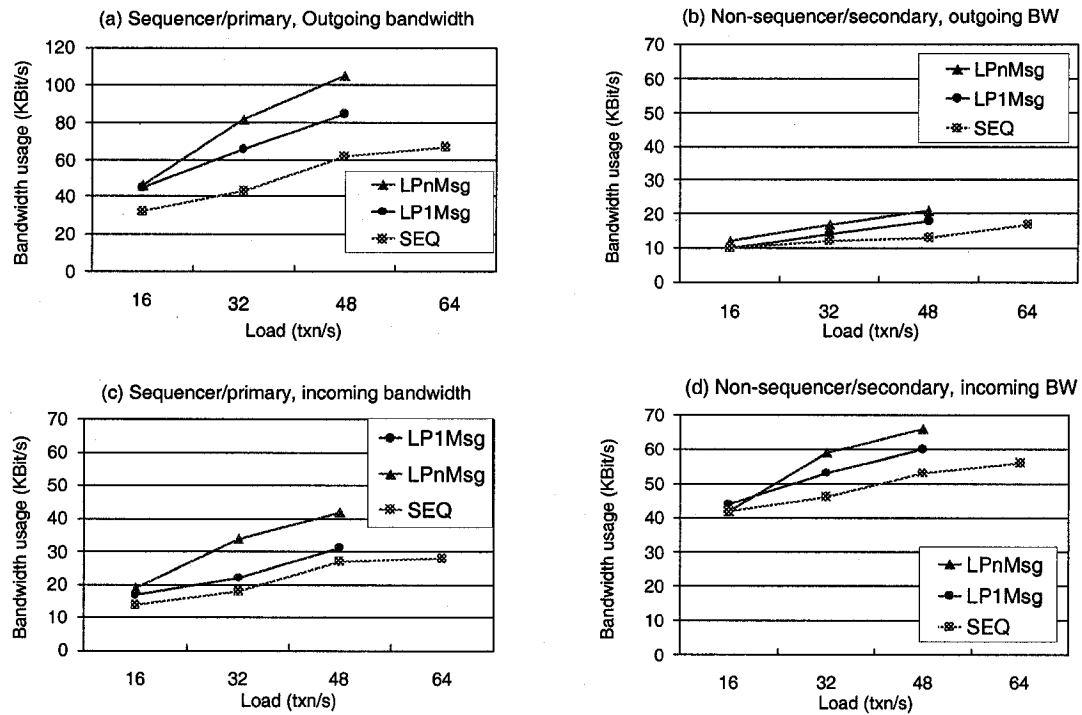 (a) Sequencer/primary, Outgoing bandwidth
Bandwidth usage (KBit/s)
120
100
80
60
40
20
0
LPnMsg
LP1Msg
SEQ
16 32 48 64
Load (txn/s)
(b) Non-sequencer/secondary, outgoing BW
Bandwidth usage (KBit/s)
70
60
50
40
30
20
10
0
LPnMsg
LP1Msg
SEQ
16 32 48 64
Load (txn/s)
(c) Sequencer/primary, incoming bandwidth
Bandwidth usage (KBit/s)
70
60
50
40
30
20
10
0
LP1Msg
LPnMsg
SEQ
16 32 48 64
Load (txn/s)
(d) Non-sequencer/secondary, incoming BW
Bandwidth usage (KBit/s)
70
60
50
40
30
20
10
0
LPnMsg
LP1Msg
SEQ
16 32 48 64
Load (txn/s)